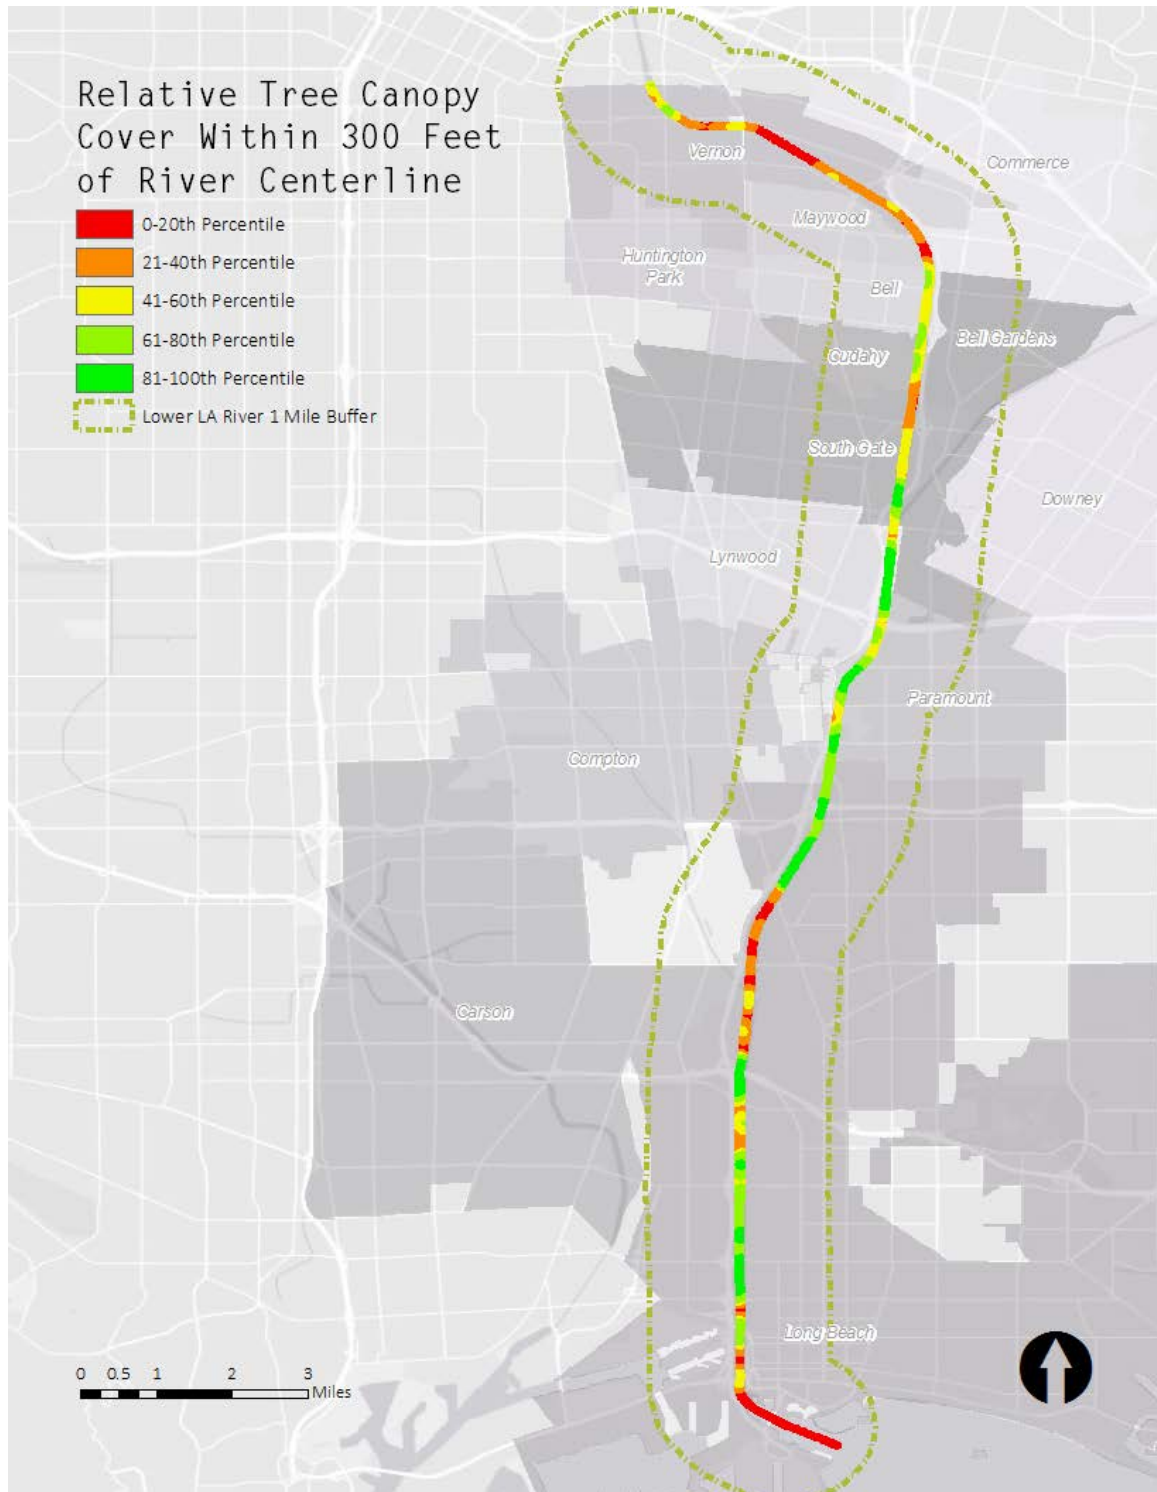 Relative Tree Canopy
Cover Within 300 Feet
of River Centerline
0-20th Percentile
21-40th Percentile
41-60th Percentile
61-80th Percentile
81-100th Percentile
Lower LA River 1 Mile Buffer
Vernon
Commerce
Maywood
Huntington
Park
Bell
Bell Gardens
Cudahy
South Gate
Downey
Lynwood
Paramount
Compton
Carson
Long Beach
0 0.5 1 2 3
Miles